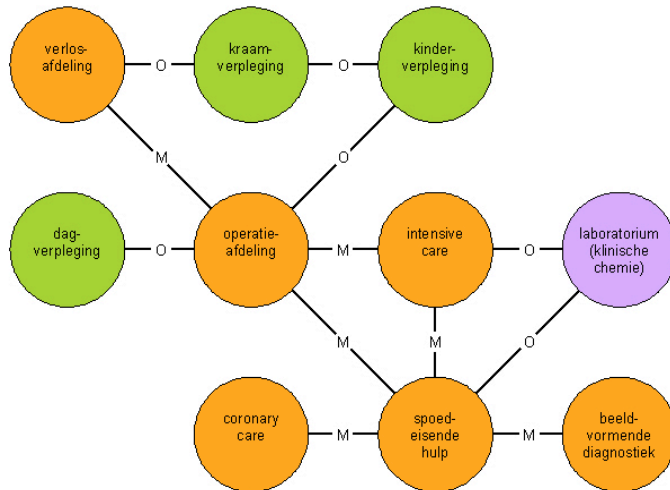 verlos-
afdeling
O
kraam-
verpleging
O
kinder-
verpleging
M
O
dag-
verpleging
O
operatie-
afdeling
M
intensive
care
O
laboratorium
(klinische
chemie)
M
M
O
coronary
care
M
spoed-
eisende
hulp
M
beeld-
vormende
diagnostiek